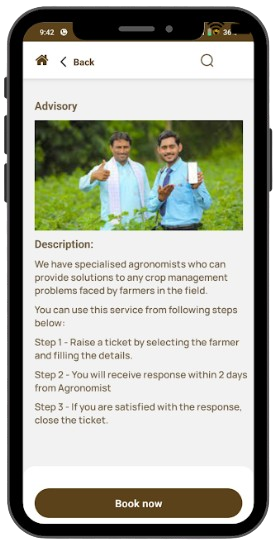 9:42
Back
Advisory
Description:
We have specialised agronomists who can
provide solutions to any crop management
problems faced by farmers in the field.
You can use this service from following steps
below:
Step 1 - Raise a ticket by selecting the farmer
and filling the details.
Step 2 - You will receive response within 2 days
from Agronomist
Step 3 - If you are satisfied with the response,
close the ticket.
Book now